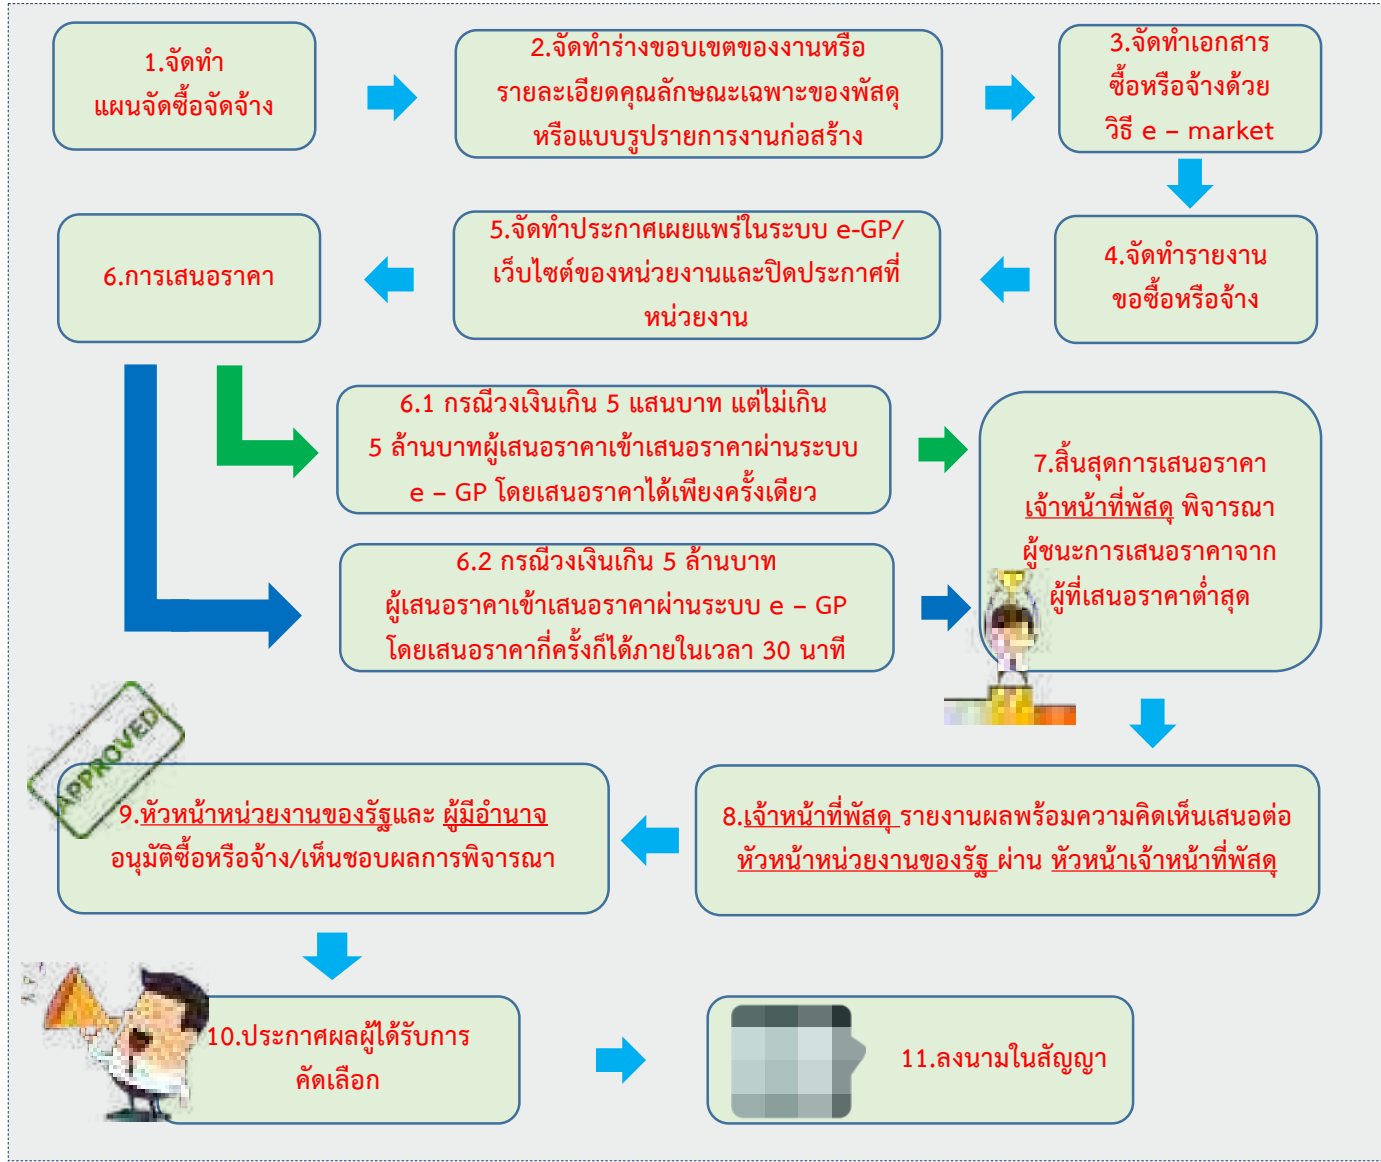 1.จัดทำ
แผนจัดซื้อจัดจ้าง
2.จัดทำร่างขอบเขตของงานหรือ
รายละเอียดคุณลักษณะเฉพาะของพัสดุ
หรือแบบรูปรายการงานก่อสร้าง
3.จัดทำเอกสาร
ซื้อหรือจ้างด้วย
วิธี e – market
4.จัดทำรายงาน
ขอซื้อหรือจ้าง
5.จัดทำประกาศเผยแพร่ในระบบ e-GP/
เว็บไซต์ของหน่วยงานและปิดประกาศที่
หน่วยงาน
6.การเสนอราคา
6.1 กรณีวงเงินเกิน 5 แสนบาท แต่ไม่เกิน
5 ล้านบาทผู้เสนอราคาเข้าเสนอราคาผ่านระบบ
e – GP โดยเสนอราคาได้เพียงครั้งเดียว
6.2 กรณีวงเงินเกิน 5 ล้านบาท
ผู้เสนอราคาเข้าเสนอราคาผ่านระบบ e – GP
โดยเสนอราคากี่ครั้งก็ได้ภายในเวลา 30 นาที
7.สิ้นสุดการเสนอราคา
เจ้าหน้าที่พัสดุ พิจารณา
ผู้ชนะการเสนอราคาจาก
ผู้ที่เสนอราคาต่ำสุด
8.เจ้าหน้าที่พัสดุ รายงานผลพร้อมความคิดเห็นเสนอต่อ
หัวหน้าหน่วยงานของรัฐ ผ่าน หัวหน้าเจ้าหน้าที่พัสดุ
APPROVED
9.หัวหน้าหน่วยงานของรัฐและ ผู้มีอำนาจ
อนุมัติซื้อหรือจ้าง/เห็นชอบผลการพิจารณา
10.ประกาศผลผู้ได้รับการ
คัดเลือก
11.ลงนามในสัญญา